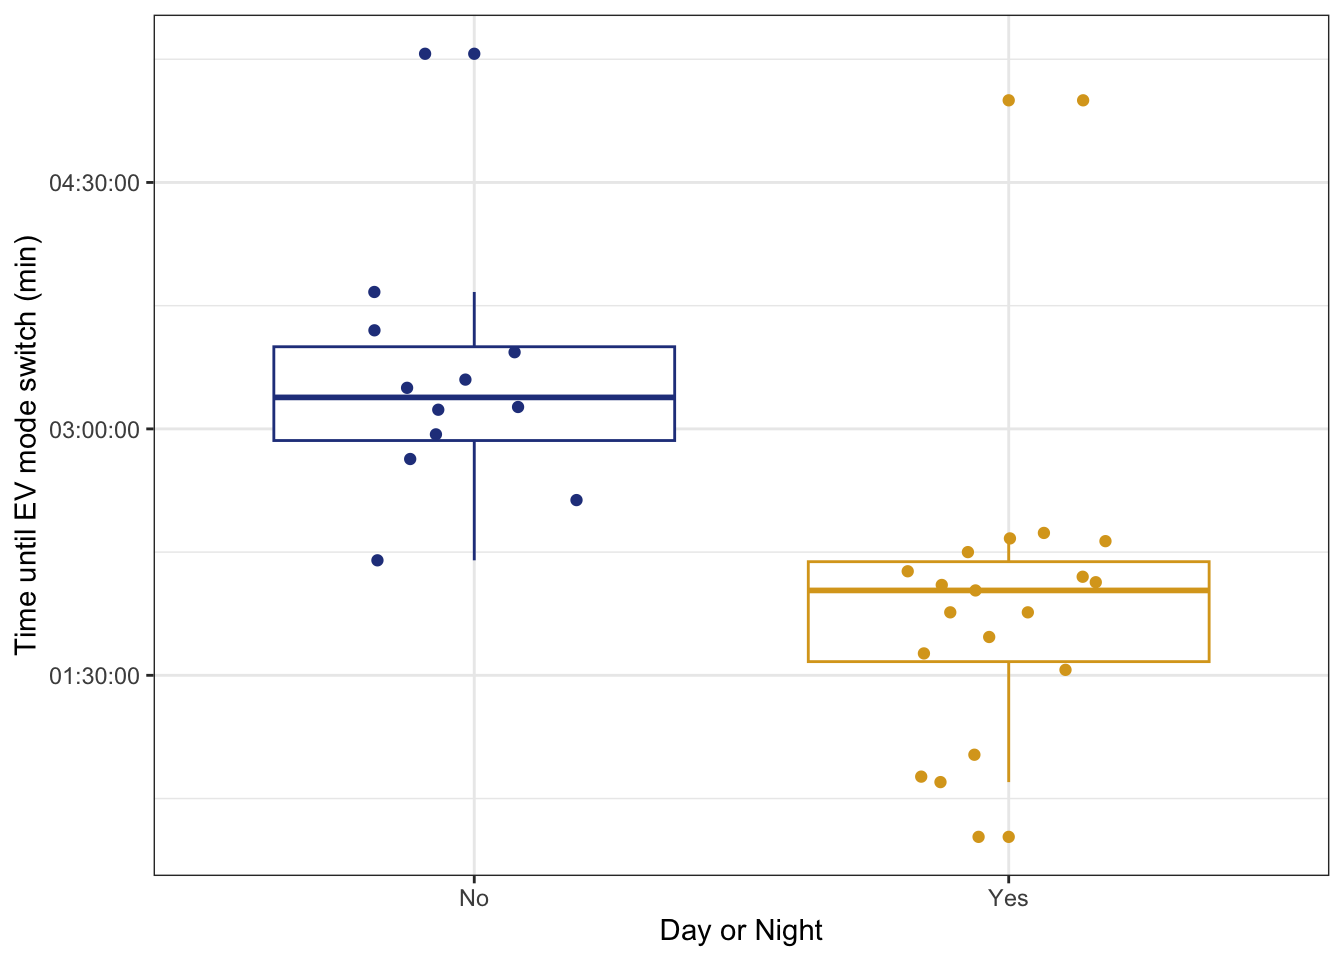 Time until EV mode switch (min)
04:30:00
03:00:00
01:30:00
No
Yes
Day or Night